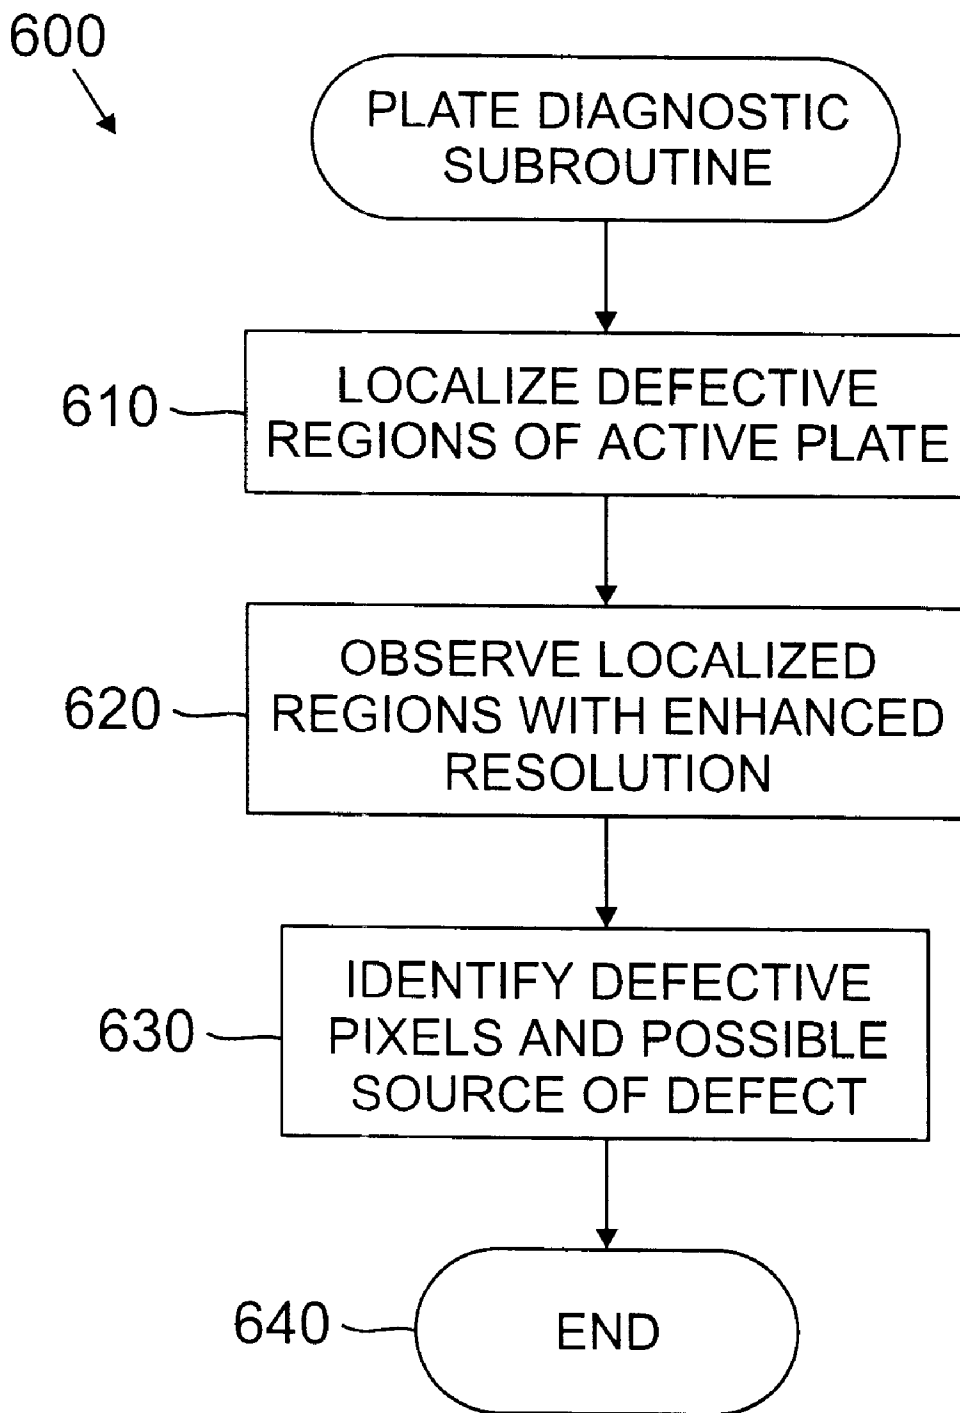 600
PLATE DIAGNOSTIC
SUBROUTINE
610
LOCALIZE DEFECTIVE
REGIONS OF ACTIVE PLATE
620
OBSERVE LOCALIZED
REGIONS WITH ENHANCED
RESOLUTION
630
IDENTIFY DEFECTIVE
PIXELS AND POSSIBLE
SOURCE OF DEFECT
640
END